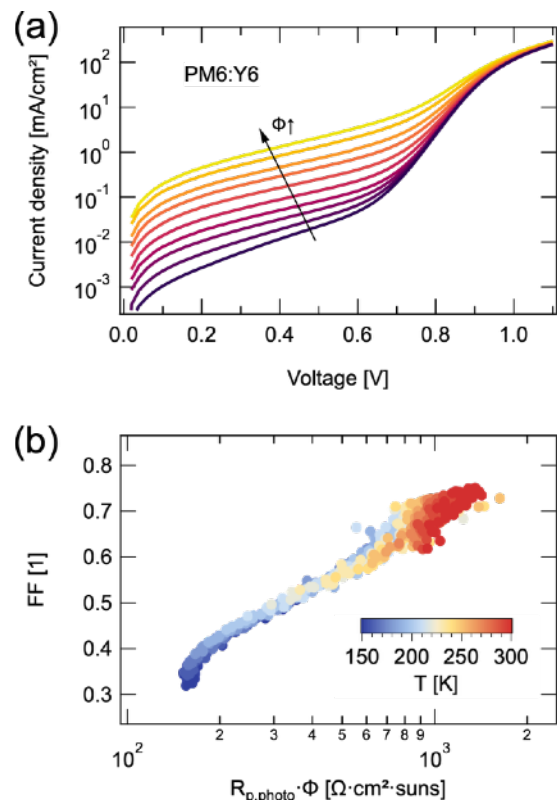 (a)
PM6:Y6
Φ↑
Current density [mA/cm²]
10²
10¹
10⁰
10⁻¹
10⁻²
10⁻³
0.0 0.2 0.4 0.6 0.8 1.0
Voltage [V]
(b)
FF [1]
0.8
0.7
0.6
0.5
0.4
0.3
150 200 250 300
T [K]
10² 2 3 4 5 6 7 8 9 10³ 2
Rp,photo·Φ [Ω·cm²·suns]